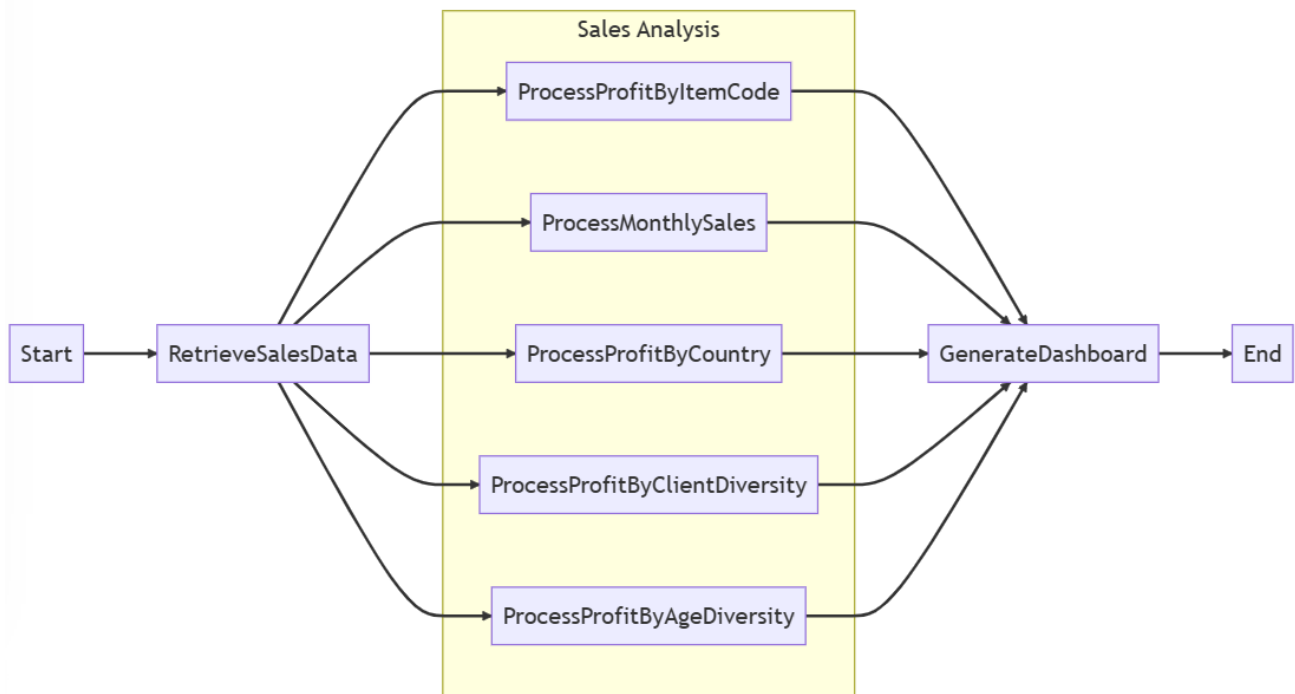 Sales Analysis
ProcessProfitByItemCode
ProcessMonthlySales
Start
RetrieveSalesData
ProcessProfitByCountry
GenerateDashboard
End
ProcessProfitByClientDiversity
ProcessProfitByAgeDiversity